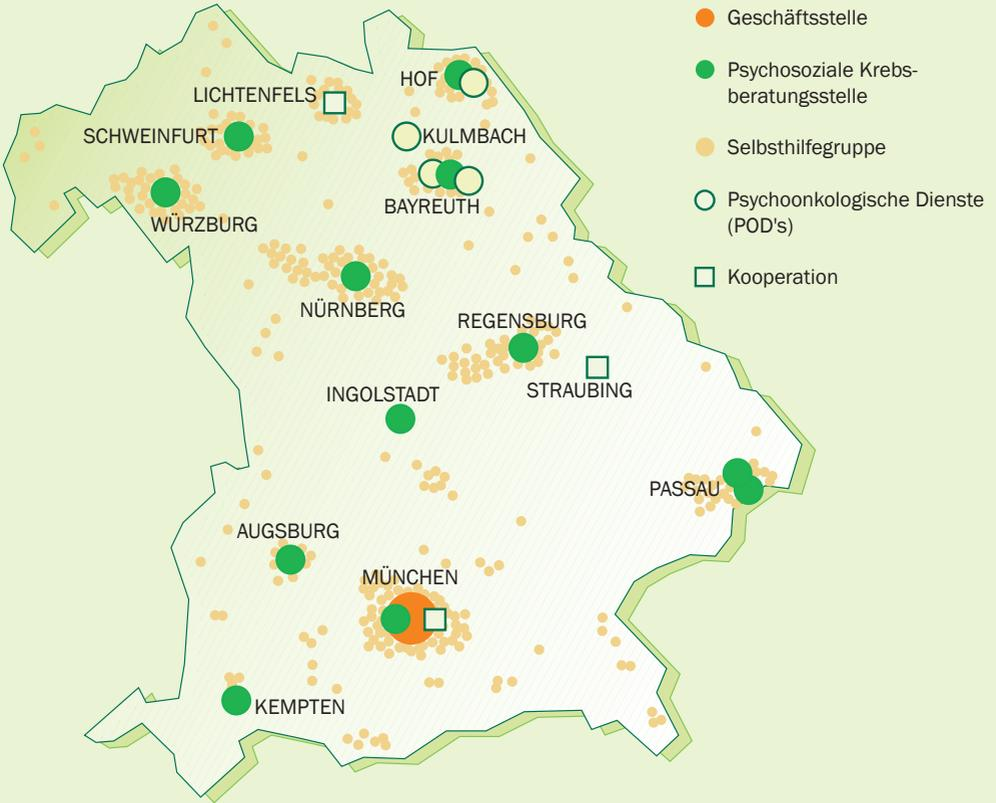 Geschäftsstelle
Psychosoziale Krebs-
beratungsstelle
Selbsthilfegruppe
Psychoonkologische Dienste
(POD's)
Kooperation
HOF
LICHTENFELS
SCHWEINFURT
KULMBACH
BAYREUTH
WÜRZBURG
NÜRNBERG
REGENSBURG
STRAUBING
INGOLSTADT
PASSAU
AUGSBURG
MÜNCHEN
KEMPTEN